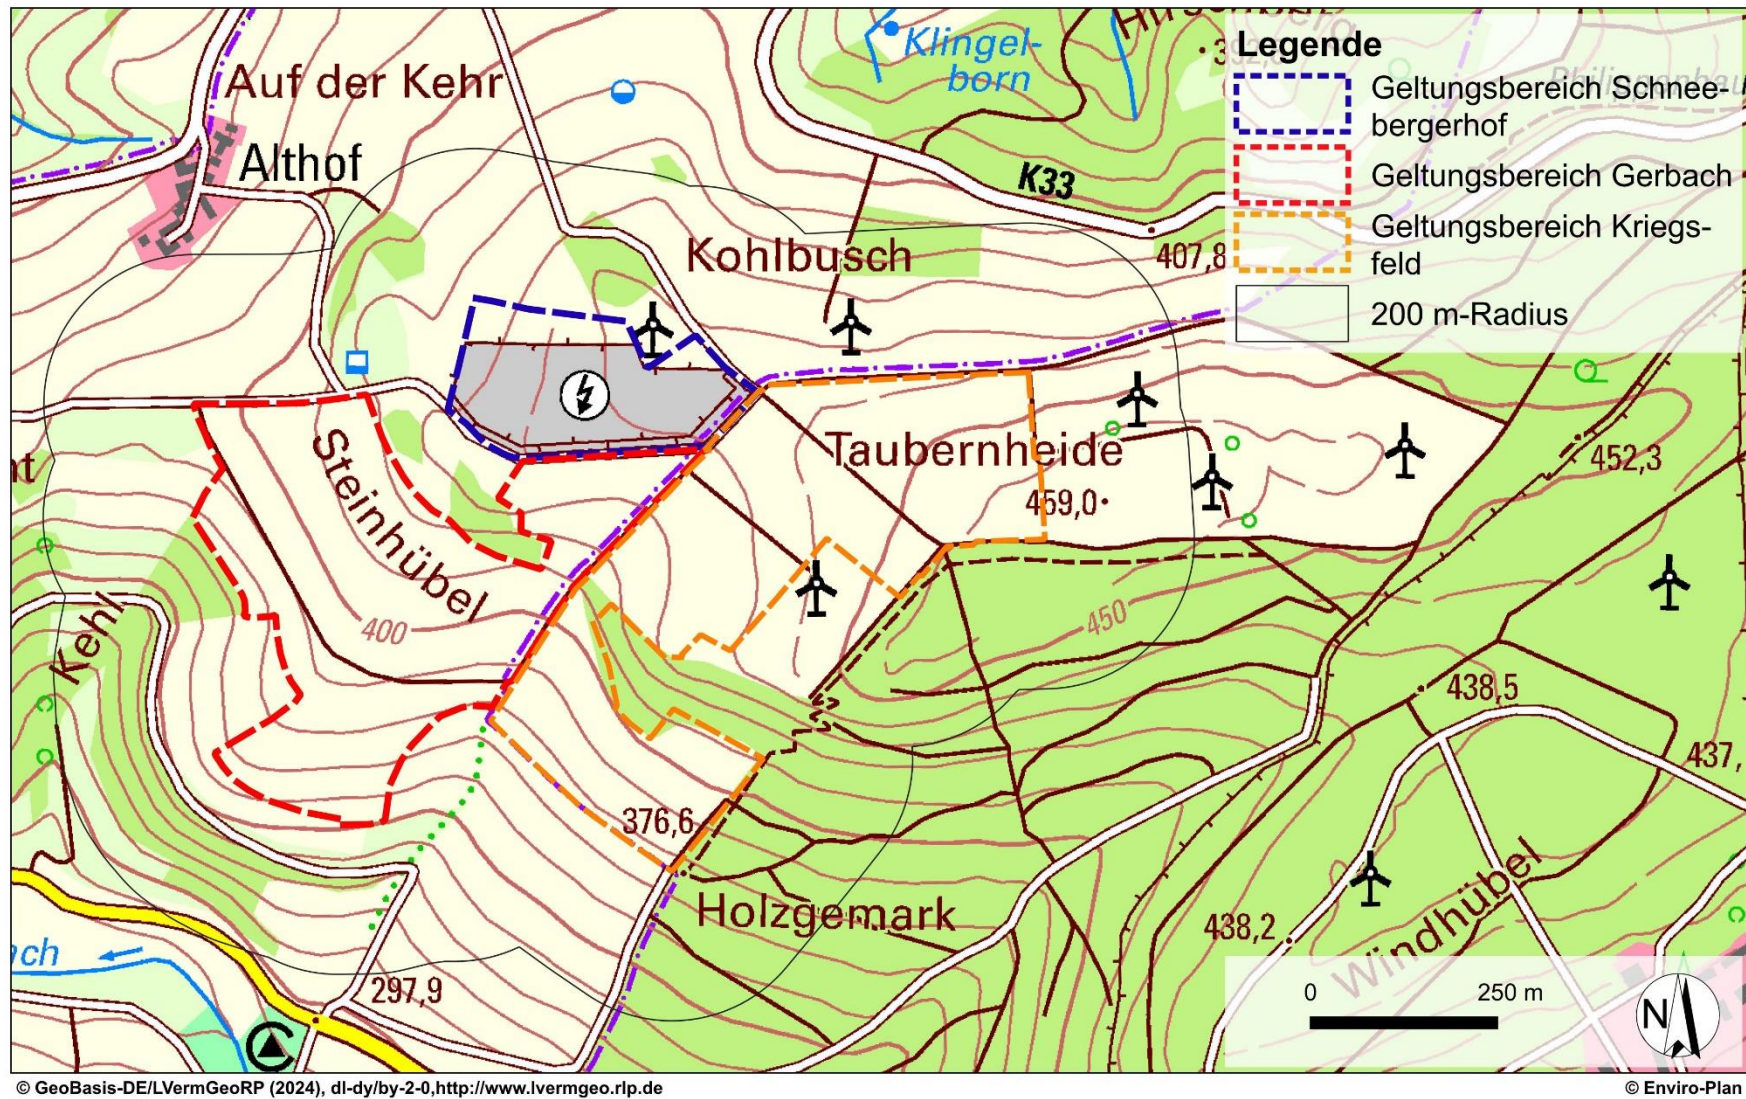 Klingel-
born
Legende
Geltungsbereich Schnee-
bergerhof
Geltungsbereich Gerbach
Geltungsbereich Kriegs-
feld
200 m-Radius
Auf der Kehr
Althof
K33
Kohlbusch
407,8
Steinhübel
Taubernheide
459,0
452,3
400
450
Kehl
438,5
437,
376,6
Holzgemark
438,2
Windhübel
297,9
0 250 m
N
© GeoBasis-DE/LVermGeoRP (2024), dl-dy/by-2-0,http://www.lvermgeo.rlp.de
© Enviro-Plan